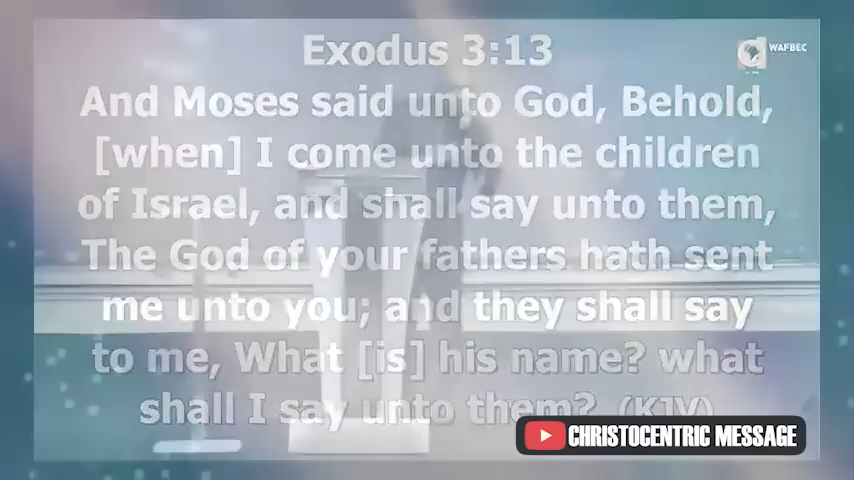 Exodus 3:13
And Moses said unto God, Behold,
[when] I come unto the children
of Israel, and shall say unto them,
The God of your fathers hath sent
me unto you; and they shall say
to me, What [is] his name? what
shall I say unto them? (KJV)
WAFBEC
CHRISTOCENTRIC MESSAGE